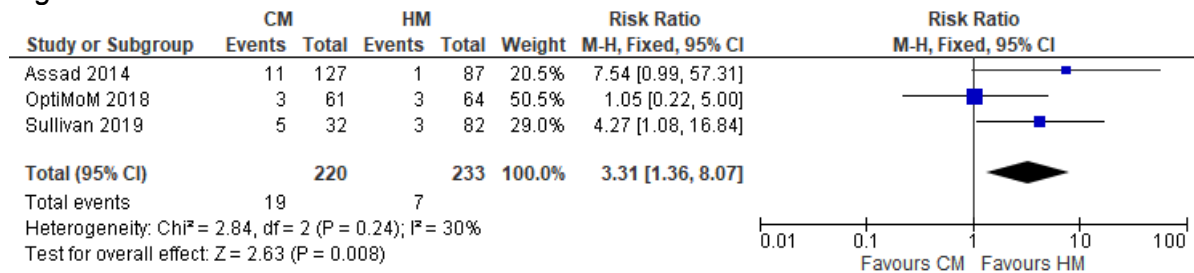 CM HM Risk Ratio Risk Ratio
Study or Subgroup Events Total Events Total Weight M-H, Fixed, 95% CI M-H, Fixed, 95% CI
Assad 2014 11 127 1 87 20.5% 7.54 [0.99, 57.31]
OptiMoM 2018 3 61 3 64 50.5% 1.05 [0.22, 5.00]
Sullivan 2019 5 32 3 82 29.0% 4.27 [1.08, 16.84]
Total (95% CI) 220 233 100.0% 3.31 [1.36, 8.07]
Total events 19 7
Heterogeneity: Chi² = 2.84, df = 2 (P = 0.24); I² = 30%
Test for overall effect: Z = 2.63 (P = 0.008)
0.01 0.1 1 10 100
Favours CM Favours HM